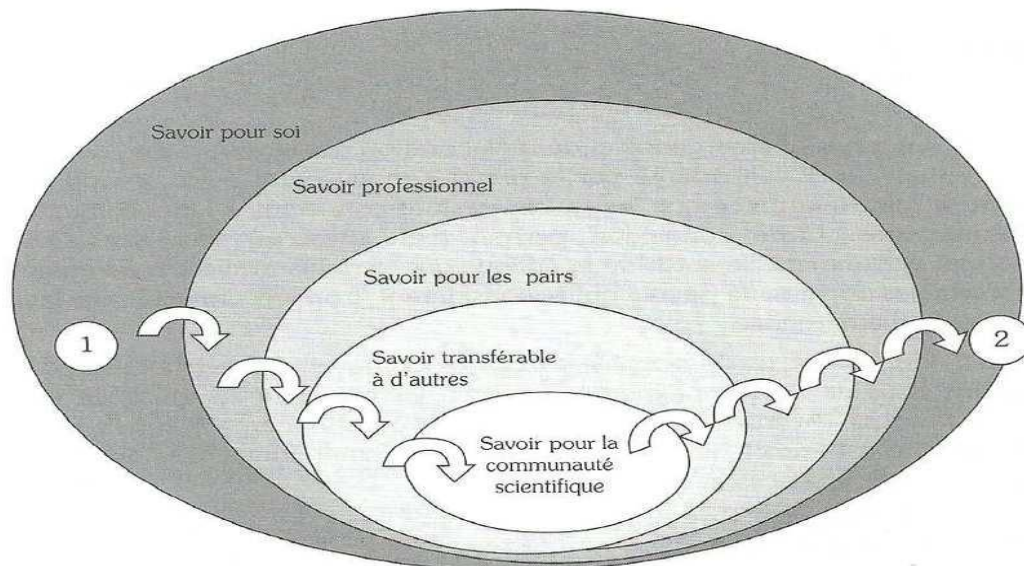 Savoir pour soi
Savoir professionnel
Savoir pour les pairs
1
2
Savoir transférable
à d'autres
Savoir pour la
communauté
scientifique